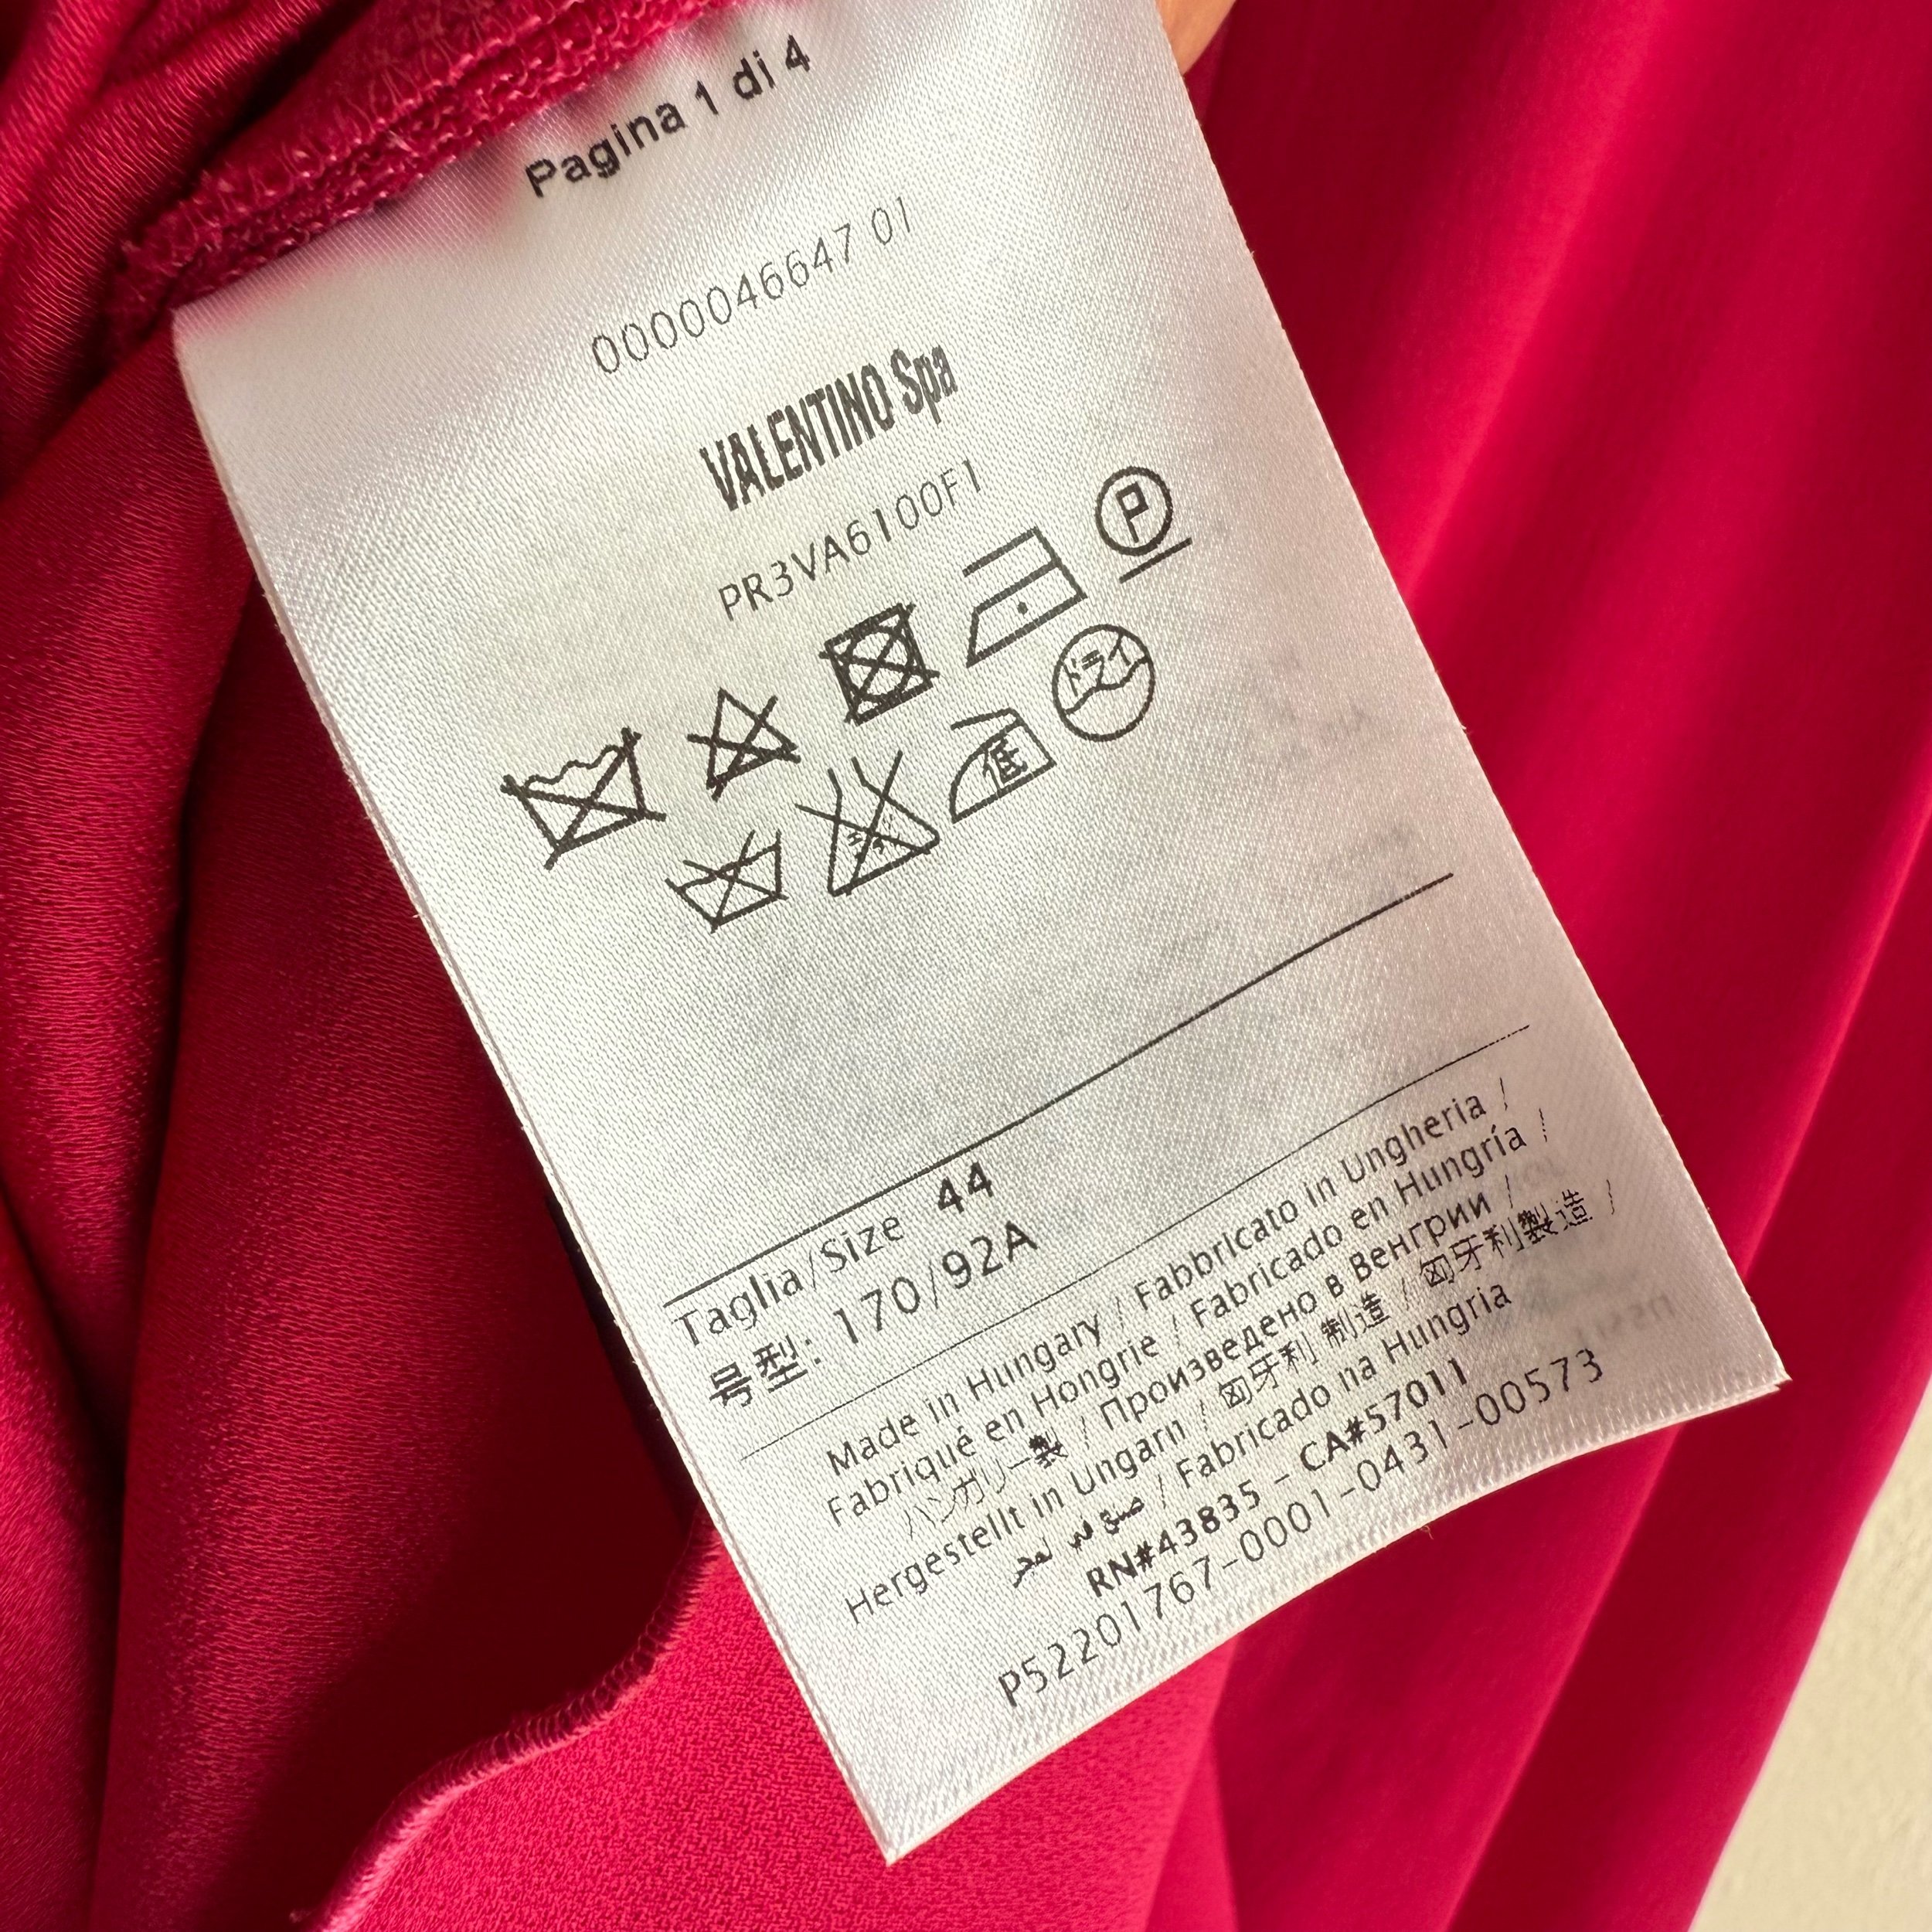 Pagina 1 di 4
0000046647 01
VALENTINO Spa
PR3VA6100F1
P
ドライ
低
Taglia/Size 44
号型: 170/92A
Made in Hungary / Fabbricato in Ungheria /
Fabriqué en Hongrie / Fabricado en Hungría /
ハンガリー製 / Произведено в Венгрии /
Hergestellt in Ungarn / 匈牙利 制造 / 匈牙利製造 /
/ Fabricado na Hungria
RN#43835 - CA#57011
P52201767-0001-0431-00573